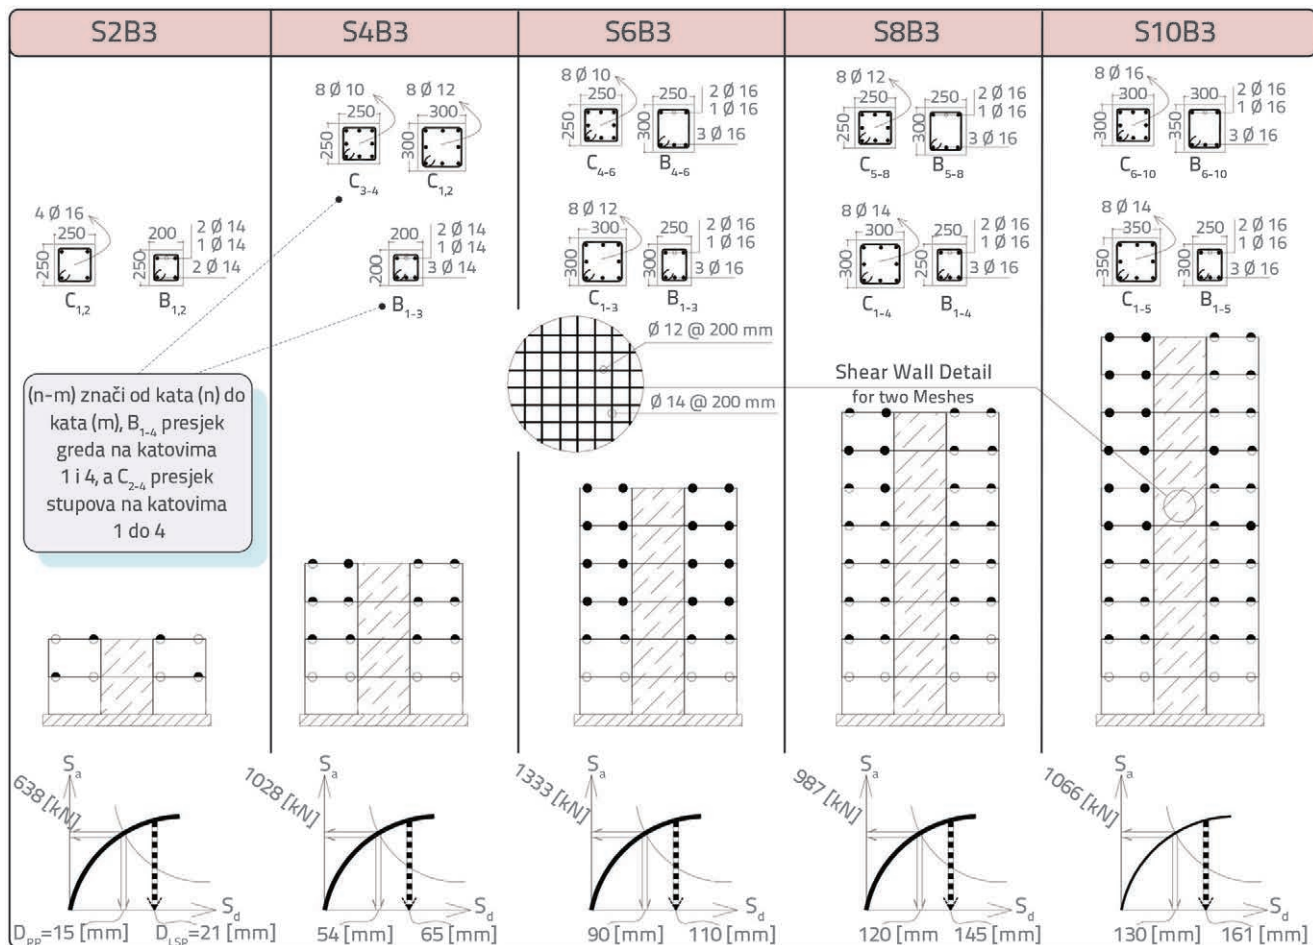 S2B3
S4B3
S6B3
S8B3
S10B3
4 Ø 16
250
250
C1,2
200
250
2 Ø 14
1 Ø 14
2 Ø 14
B1,2
8 Ø 10
250
250
C3-4
8 Ø 12
300
300
C1,2
200
200
2 Ø 14
1 Ø 14
3 Ø 14
B1-3
8 Ø 10
250
250
C4-6
250
300
2 Ø 16
1 Ø 16
3 Ø 16
B4-6
8 Ø 12
300
300
C1-3
250
300
2 Ø 16
1 Ø 16
3 Ø 16
B1-3
8 Ø 12
250
250
C5-8
250
300
2 Ø 16
1 Ø 16
3 Ø 16
B5-8
8 Ø 14
300
300
C1-4
250
250
2 Ø 16
1 Ø 16
3 Ø 16
B1-4
8 Ø 16
300
300
C6-10
300
350
2 Ø 16
1 Ø 16
3 Ø 16
B6-10
8 Ø 14
350
350
C1-5
250
300
2 Ø 16
1 Ø 16
3 Ø 16
B1-5
(n-m) znači od kata (n) do
kata (m), B1-4 presjek
greda na katovima
1 i 4, a C2-4 presjek
stupova na katovima
1 do 4
Ø 12 @ 200 mm
Ø 14 @ 200 mm
Shear Wall Detail
for two Meshes
Sa
638 [kN]
Sd
DPP=15 [mm]
DLSP=21 [mm]
Sa
1028 [kN]
Sd
54 [mm]
65 [mm]
Sa
1333 [kN]
Sd
90 [mm]
110 [mm]
Sa
987 [kN]
Sd
120 [mm]
145 [mm]
Sa
1066 [kN]
Sd
130 [mm]
161 [mm]